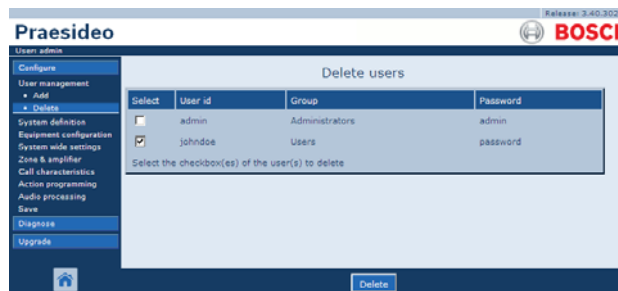 Release: 3.40.302
Praesideo
BOSCH
User: admin
Configure
User management
Add
Delete
System definition
Equipment configuration
System wide settings
Zone & amplifier
Call characteristics
Action programming
Audio processing
Save
Diagnose
Upgrade
Delete users
Select User id Group Password
admin Administrators admin
johndoe Users password
Select the checkbox(es) of the user(s) to delete
Delete